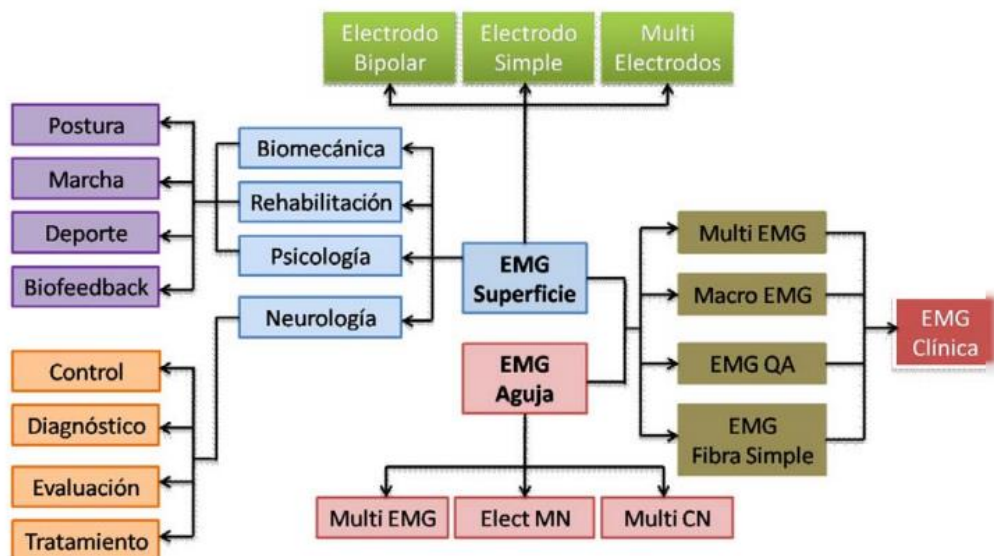 Electrodo
Bipolar
Electrodo
Simple
Multi
Electrodos
Postura
Marcha
Deporte
Biofeedback
Biomecánica
Rehabilitación
Psicología
Neurología
Control
Diagnóstico
Evaluación
Tratamiento
EMG
Superficie
EMG
Aguja
Multi EMG
Elect MN
Multi CN
Multi EMG
Macro EMG
EMG QA
EMG
Fibra Simple
EMG
Clínica